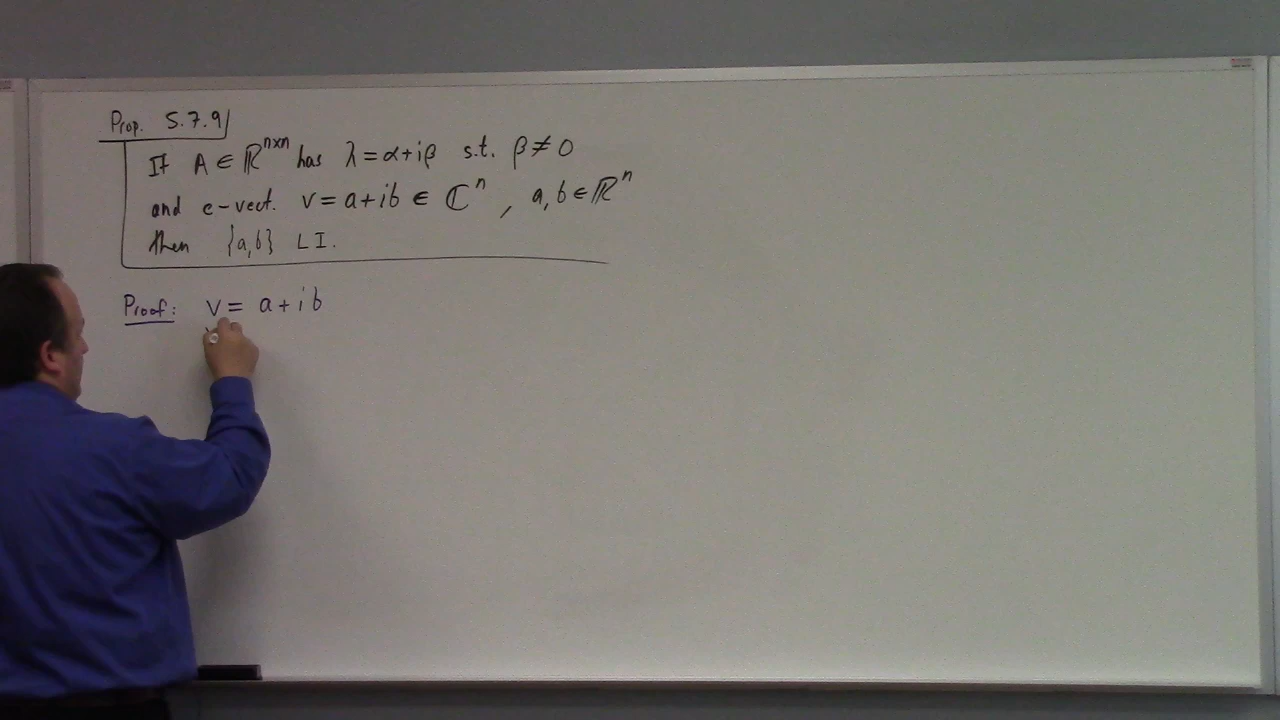 Prop. 5.7.9
If A ∈ ℝⁿˣⁿ has λ = α + iβ s.t. β ≠ 0
and e-vect. v = a + ib ∈ ℂⁿ , a, b ∈ ℝⁿ
then {a, b} LI.
Proof: v = a + ib